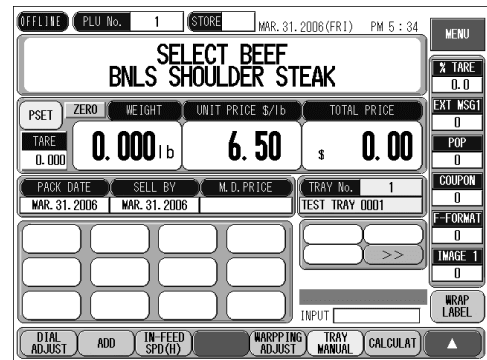 OFFLINE PLU No. 1 STORE MAR. 31. 2006 (FRI) PM 5 : 34 MENU
SELECT BEEF
BNLS SHOULDER STEAK
% TARE
0.0
EXT MSG1
0
PSET ZERO WEIGHT UNIT PRICE $/lb TOTAL PRICE
TARE
0.000
0.000 lb 6.50 $ 0.00
POP
0
COUPON
0
PACK DATE SELL BY M.D.PRICE TRAY No. 1
MAR. 31. 2006 MAR. 31. 2006 TEST TRAY 0001
F-FORMAT
0
>>
IMAGE 1
0
INPUT
WRAP
LABEL
DIAL
ADJUST
ADD
IN-FEED
SPD(H)
WARPPING
ADJUST
TRAY
MANUAL
CALCULAT
▲